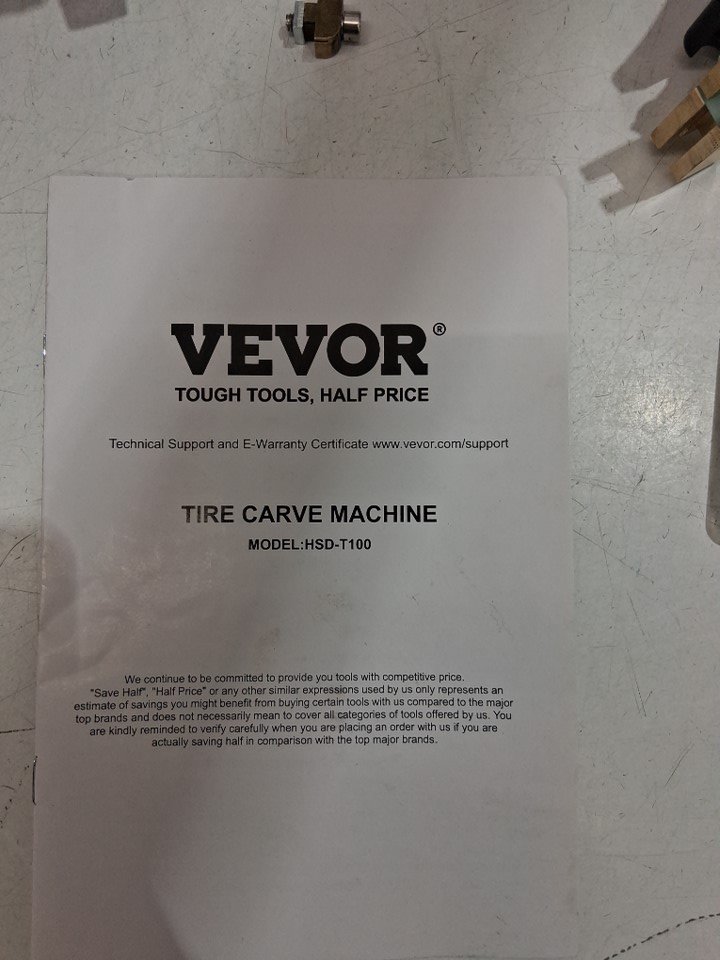 VEVOR®
TOUGH TOOLS, HALF PRICE
Technical Support and E-Warranty Certificate www.vevor.com/support
TIRE CARVE MACHINE
MODEL:HSD-T100
We continue to be committed to provide you tools with competitive price.
"Save Half", "Half Price" or any other similar expressions used by us only represents an
estimate of savings you might benefit from buying certain tools with us compared to the major
top brands and does not necessarily mean to cover all categories of tools offered by us. You
are kindly reminded to verify carefully when you are placing an order with us if you are
actually saving half in comparison with the top major brands.